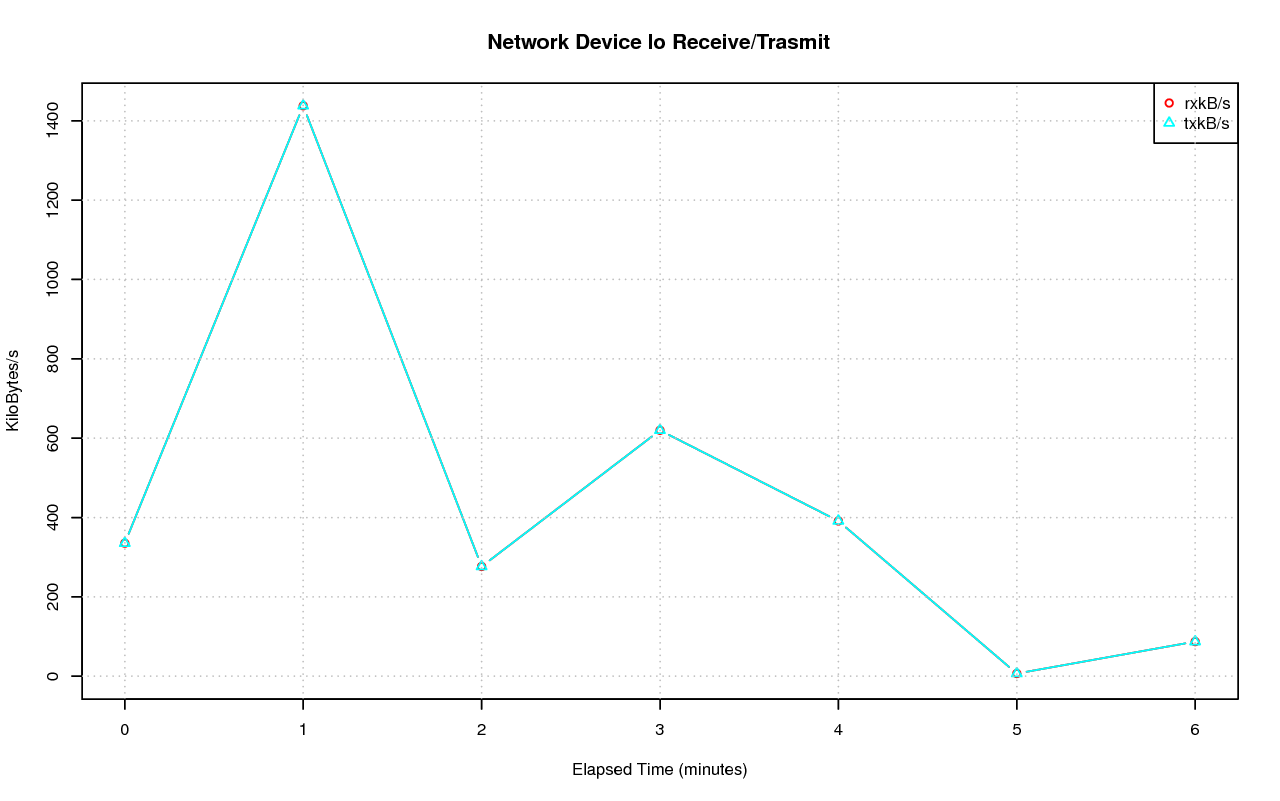 Network Device lo Receive/Trasmit
rxkB/s
txkB/s
KiloBytes/s
1400
1200
1000
800
600
400
200
0
0 1 2 3 4 5 6
Elapsed Time (minutes)